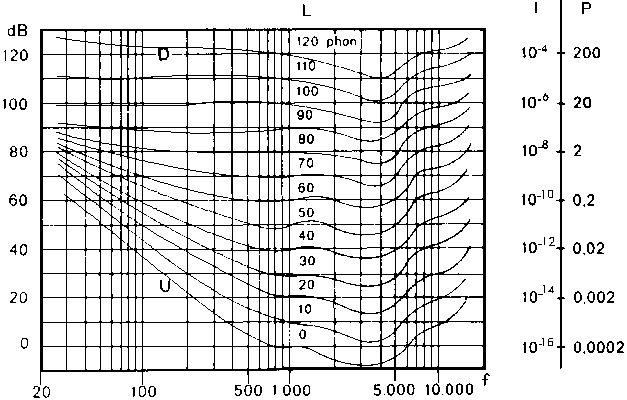 L I P
dB
120 phon
D
120 10⁻⁴ 200
110
100
100 10⁻⁶ 20
90
80
80 10⁻⁸ 2
70
60
60 10⁻¹⁰ 0.2
50
40
40 10⁻¹² 0.02
30
20
U
20 10⁻¹⁴ 0.002
10
0
0 10⁻¹⁶ 0.0002
20 100 500 1 000 5.000 10.000 f